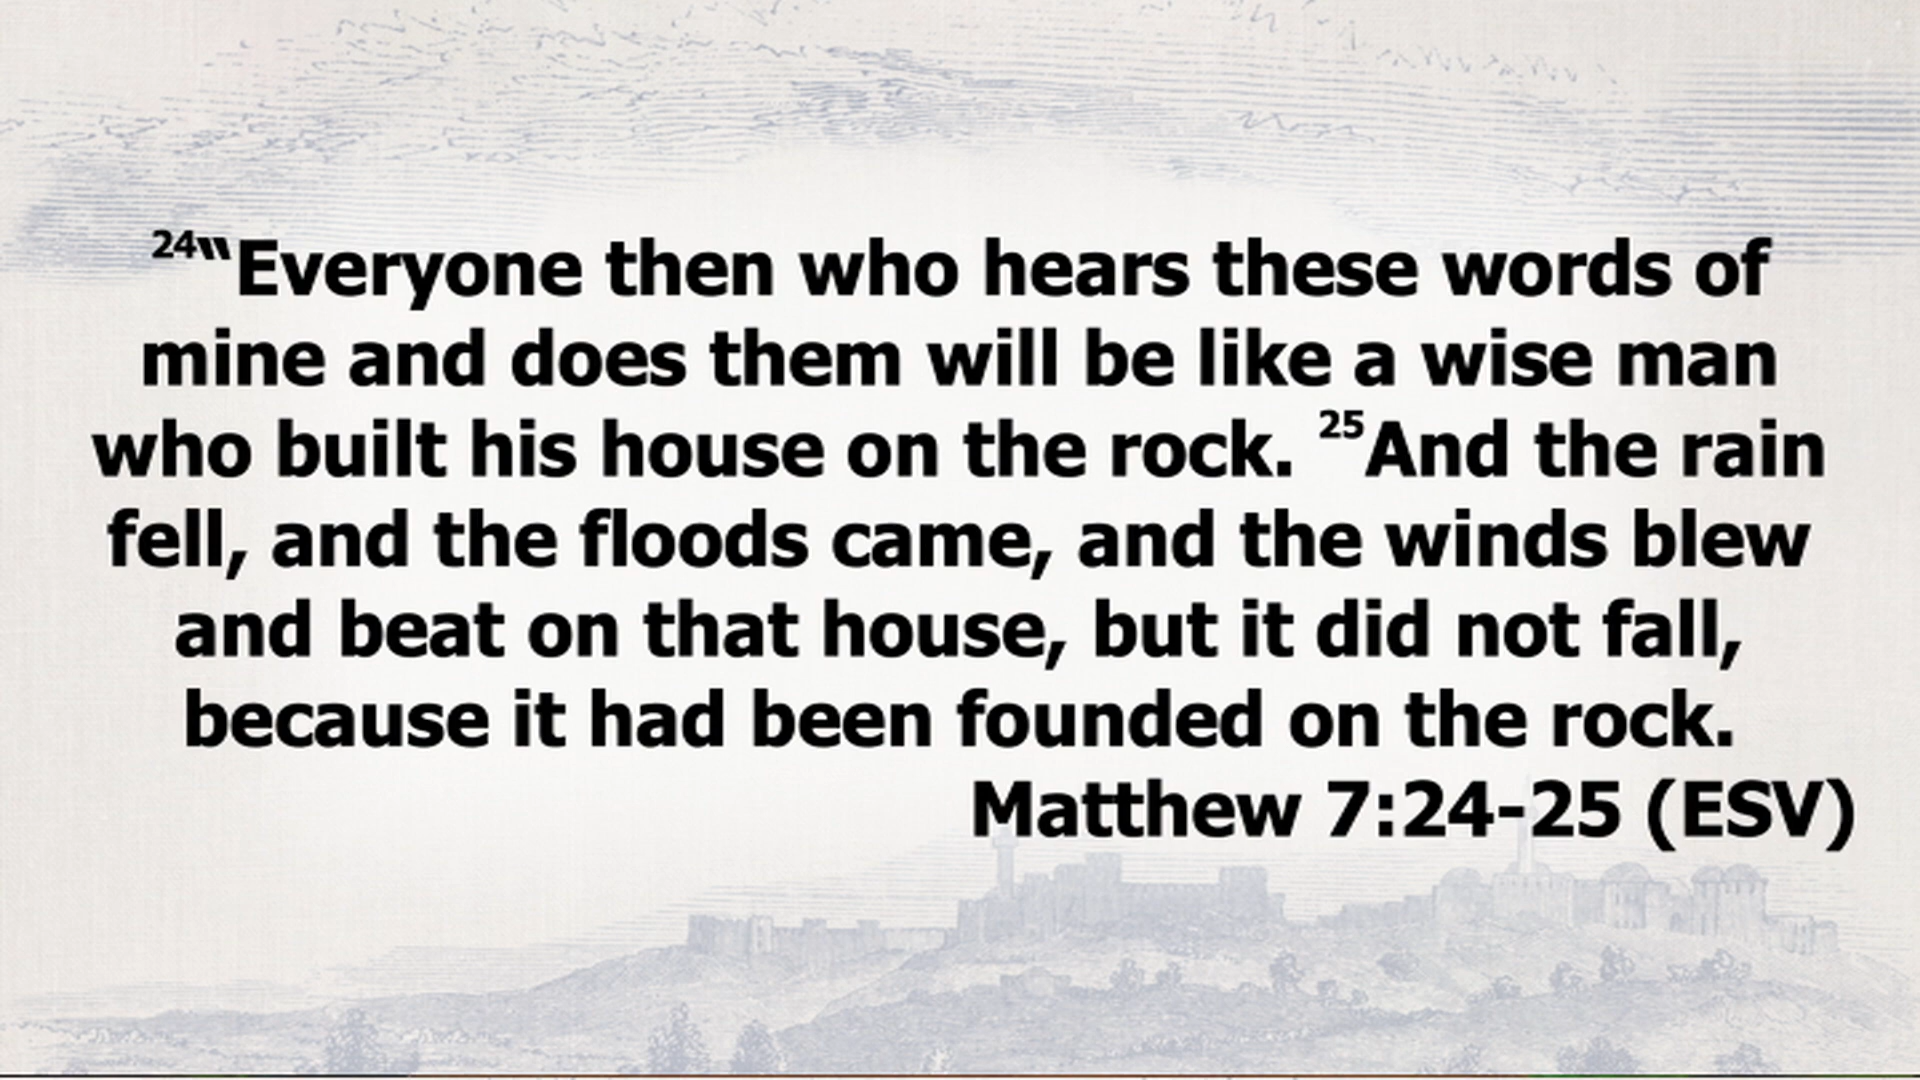 24“Everyone then who hears these words of
mine and does them will be like a wise man
who built his house on the rock. 25And the rain
fell, and the floods came, and the winds blew
and beat on that house, but it did not fall,
because it had been founded on the rock.
Matthew 7:24-25 (ESV)